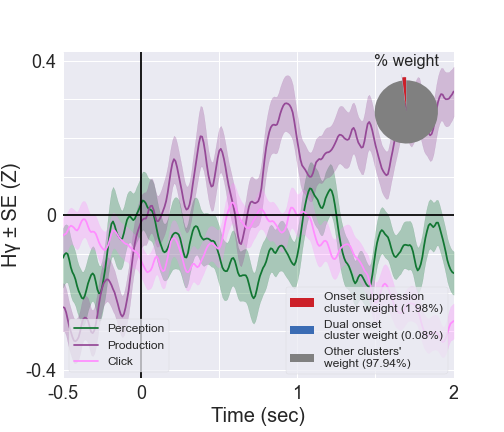 % weight
0.4
0
-0.4
Hγ ± SE (Z)
Perception
Production
Click
Onset suppression
cluster weight (1.98%)
Dual onset
cluster weight (0.08%)
Other clusters'
weight (97.94%)
-0.5
0
1
2
Time (sec)